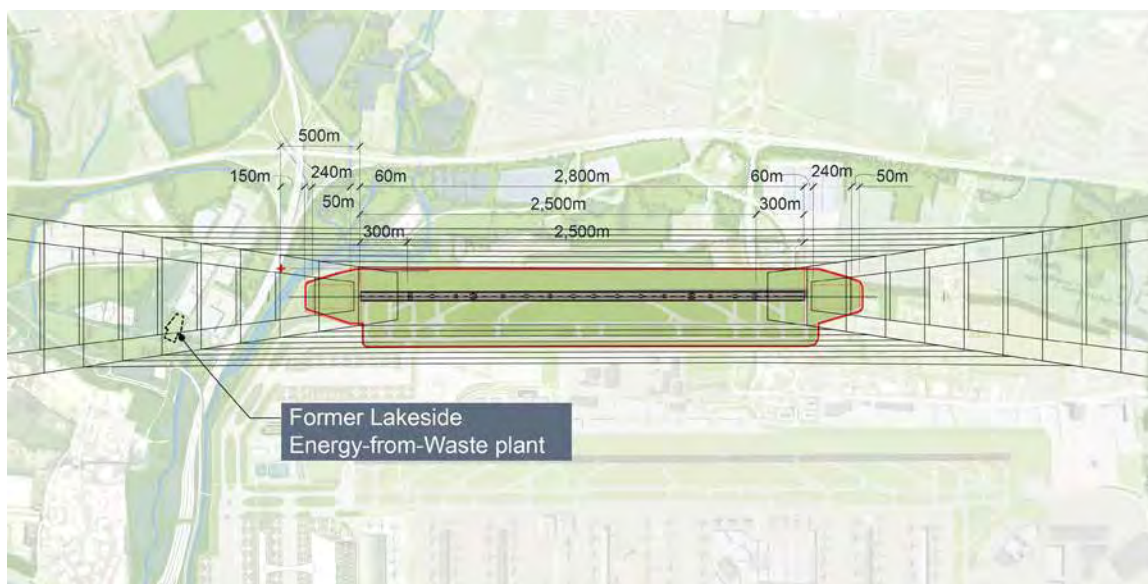 500m
150m 240m 60m 2,800m 60m 240m 50m
50m 2,500m 300m
300m 2,500m
Former Lakeside
Energy-from-Waste plant